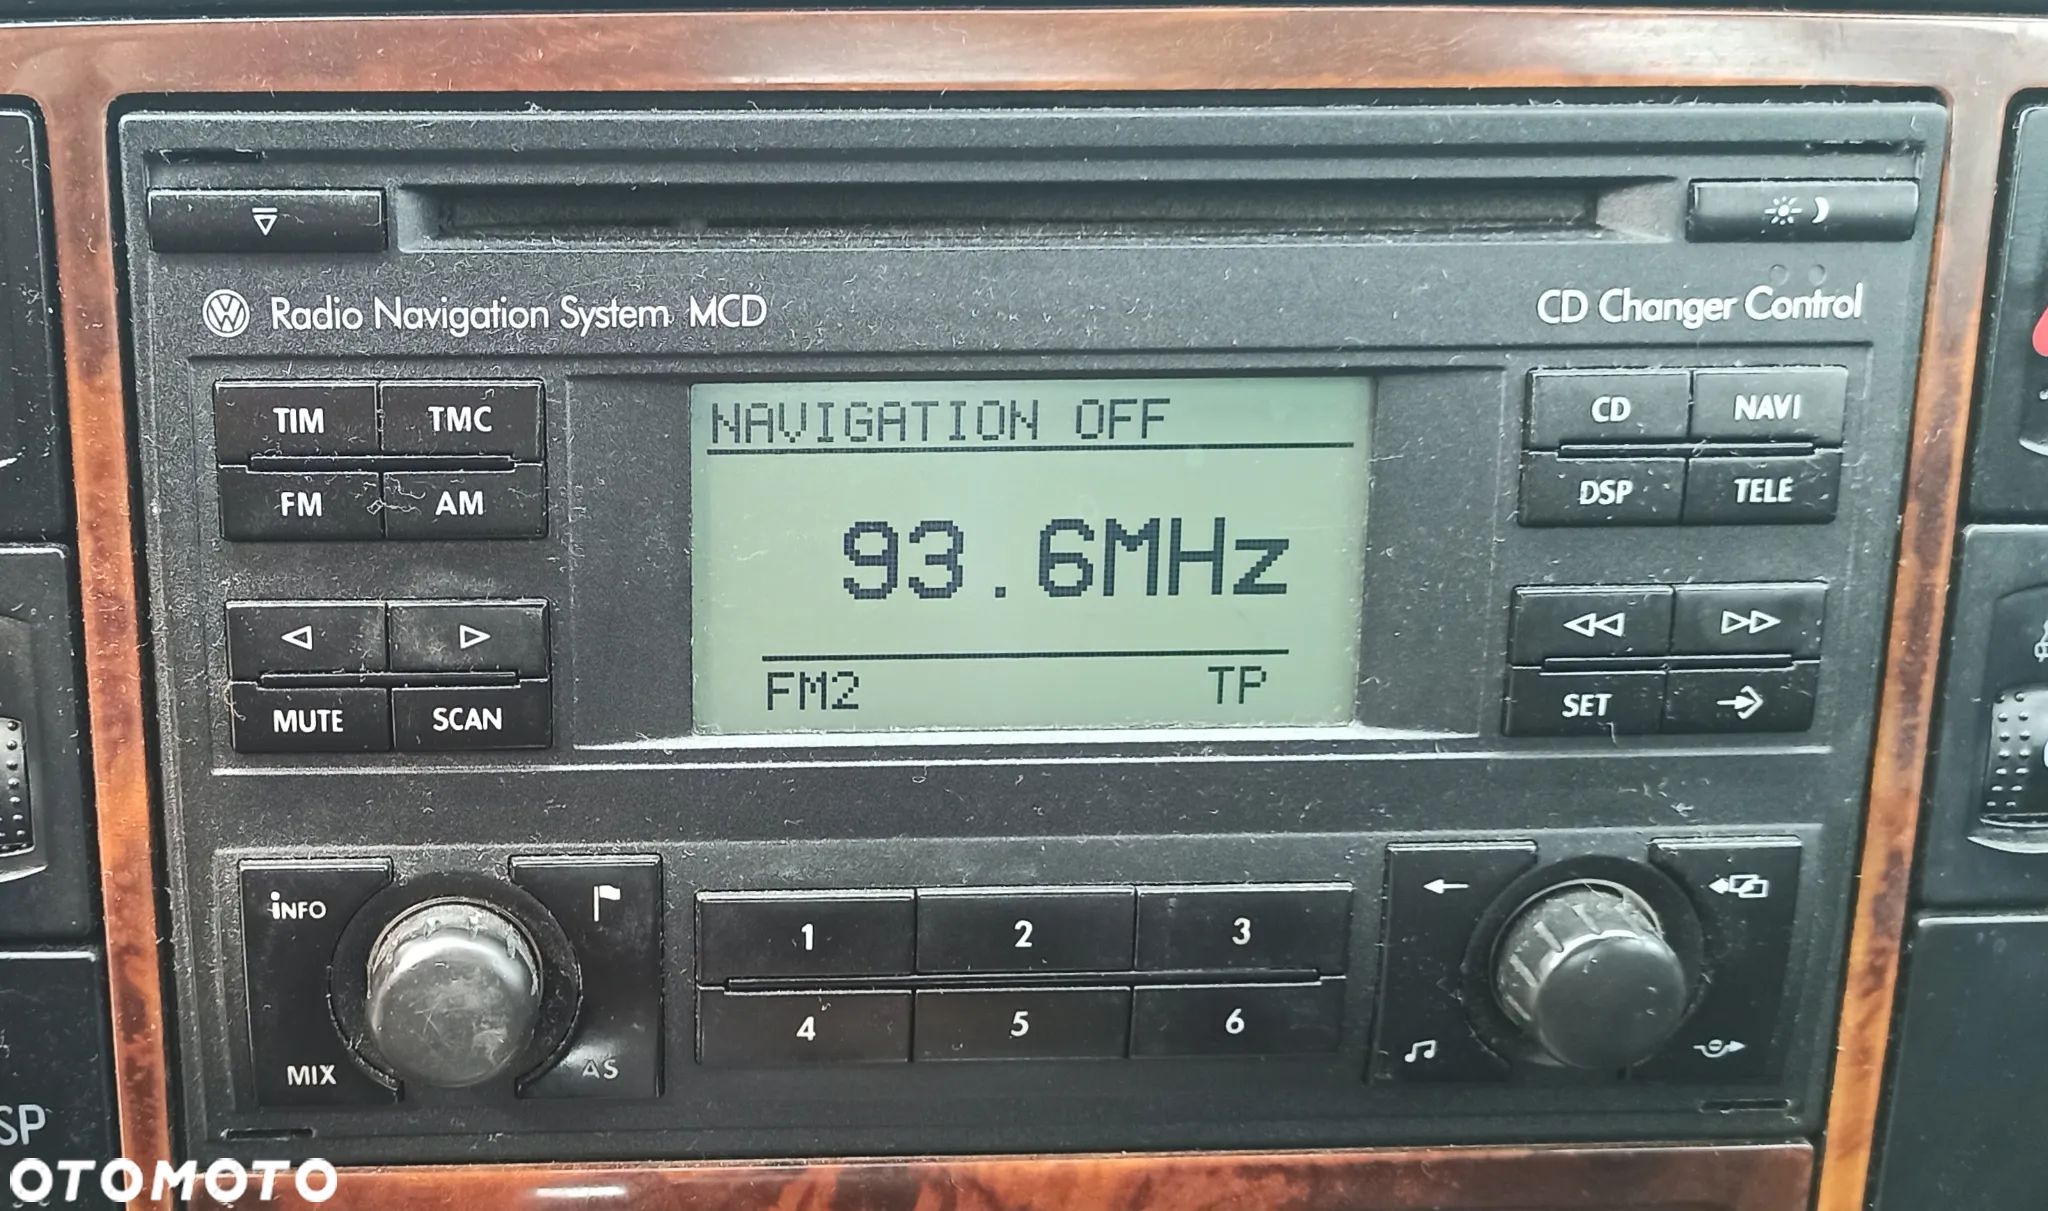 Radio Navigation System MCD
CD Changer Control
TIM
TMC
FM
AM
NAVIGATION OFF
93.6MHz
FM2
TP
CD
NAVI
DSP
TELE
MUTE
SCAN
SET
INFO
MIX
AS
1
2
3
4
5
6
SP
OTOMOTO